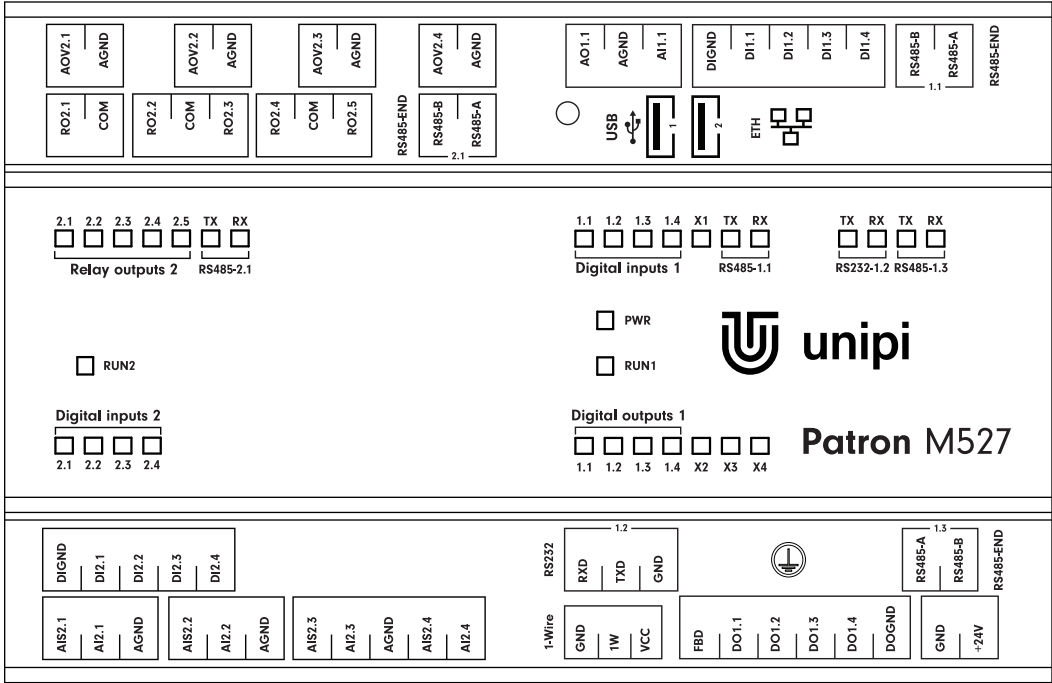 AOV2.1 AGND AOV2.2 AGND AOV2.3 AGND AOV2.4 AGND AO1.1 AGND AI1.1 DIGND DI1.1 DI1.2 DI1.3 DI1.4 RS485-B RS485-A RS485-END
1.1
RO2.1 COM RO2.2 COM RO2.3 RO2.4 COM RO2.5 RS485-END RS485-B RS485-A USB 1 2 ETH
2.1
2.1 2.2 2.3 2.4 2.5 TX RX 1.1 1.2 1.3 1.4 X1 TX RX TX RX TX RX
Relay outputs 2 RS485-2.1 Digital inputs 1 RS485-1.1 RS232-1.2 RS485-1.3
PWR
unipi
RUN2 RUN1
Digital inputs 2 Digital outputs 1
Patron M527
2.1 2.2 2.3 2.4 1.1 1.2 1.3 1.4 X2 X3 X4
1.2 1.3
DIGND DI2.1 DI2.2 DI2.3 DI2.4 RS232 RXD TXD GND RS485-A RS485-B RS485-END
AIS2.1 AI2.1 AGND AIS2.2 AI2.2 AGND AIS2.3 AI2.3 AGND AIS2.4 AI2.4 1-Wire GND 1W VCC FBD DO1.1 DO1.2 DO1.3 DO1.4 DOGND GND +24V